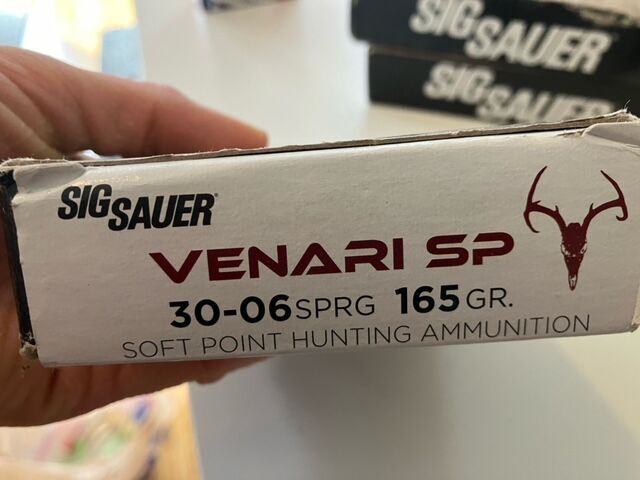 SIG SAUER
SIG SAUER
SIG SAUER
VENARI SP
30-06 SPRG 165 GR.
SOFT POINT HUNTING AMMUNITION